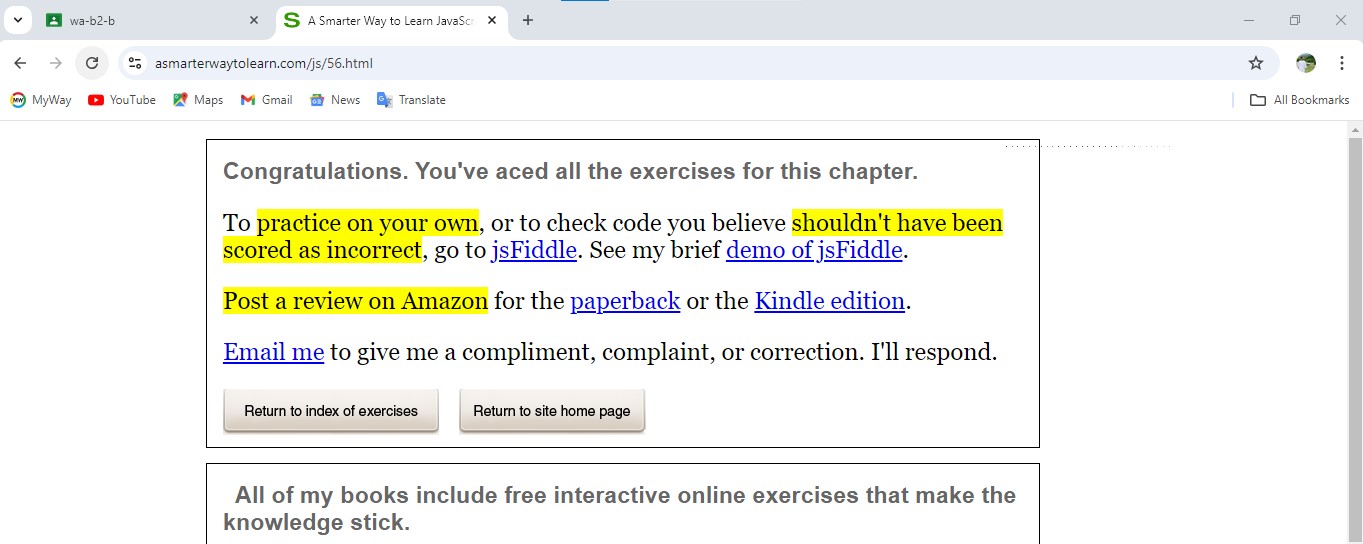 wa-b2-b
A Smarter Way to Learn JavaScr
asmarterwaytolearn.com/js/56.html
MyWay YouTube Maps Gmail News Translate All Bookmarks
Congratulations. You've aced all the exercises for this chapter.
To practice on your own, or to check code you believe shouldn't have been
scored as incorrect, go to jsFiddle. See my brief demo of jsFiddle.
Post a review on Amazon for the paperback or the Kindle edition.
Email me to give me a compliment, complaint, or correction. I'll respond.
Return to index of exercises Return to site home page
All of my books include free interactive online exercises that make the
knowledge stick.